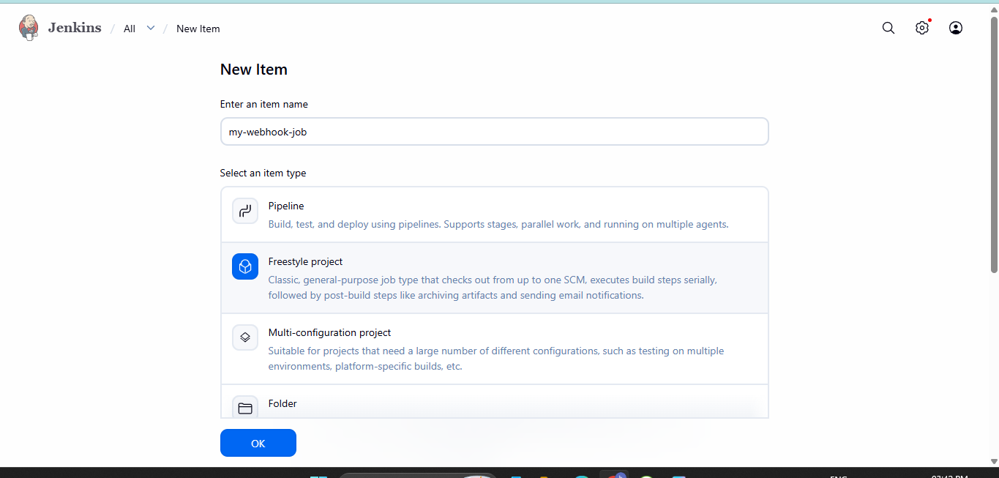 Jenkins / All / New Item
New Item
Enter an item name
my-webhook-job
Select an item type
Pipeline
Build, test, and deploy using pipelines. Supports stages, parallel work, and running on multiple agents.
Freestyle project
Classic, general-purpose job type that checks out from up to one SCM, executes build steps serially,
followed by post-build steps like archiving artifacts and sending email notifications.
Multi-configuration project
Suitable for projects that need a large number of different configurations, such as testing on multiple
environments, platform-specific builds, etc.
Folder
OK